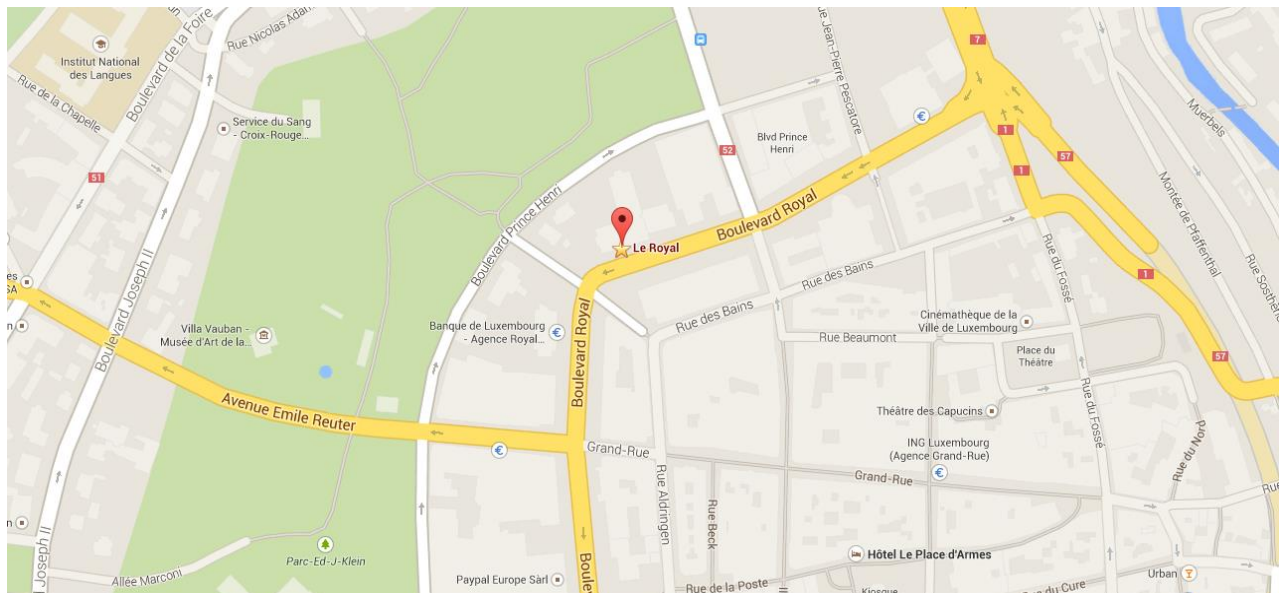 Rue Nicolas Adam
Boulevard de la Foire
Institut National
des Langues
Rue de la Chapelle
Service du Sang
- Croix-Rouge...
Boulevard Joseph II
51
7
Rue Jean-Pierre Pescatore
€
Blvd Prince
Henri
52
1
57
1
Muerbels
Montée de Pfaffenthal
Boulevard Prince Henri
Boulevard Royal
Le Royal
Rue des Bains
Rue des Bains
Rue du Fossé
1
Villa Vauban -
Musée d'Art de la...
Banque de Luxembourg
- Agence Royal...
€
Boulevard Royal
Cinémathèque de la
Ville de Luxembourg
Rue Beaumont
Place du
Théâtre
57
Avenue Emile Reuter
Théâtre des Capucins
Rue du Fossé
Rue du Nord
€
Grand-Rue
ING Luxembourg
(Agence Grand-Rue)
€
Grand-Rue
Rue Aldringen
Rue Beck
Joseph II
Parc-Ed-J-Klein
Allée Marconi
Hôtel Le Place d'Armes
Paypal Europe Sàrl
Rue de la Poste
Kiosque
Urban
Rue du Cure